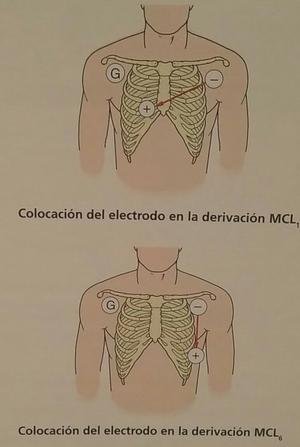 G
−
+
Colocación del electrodo en la derivación MCL₁
G
−
+
Colocación del electrodo en la derivación MCL₆